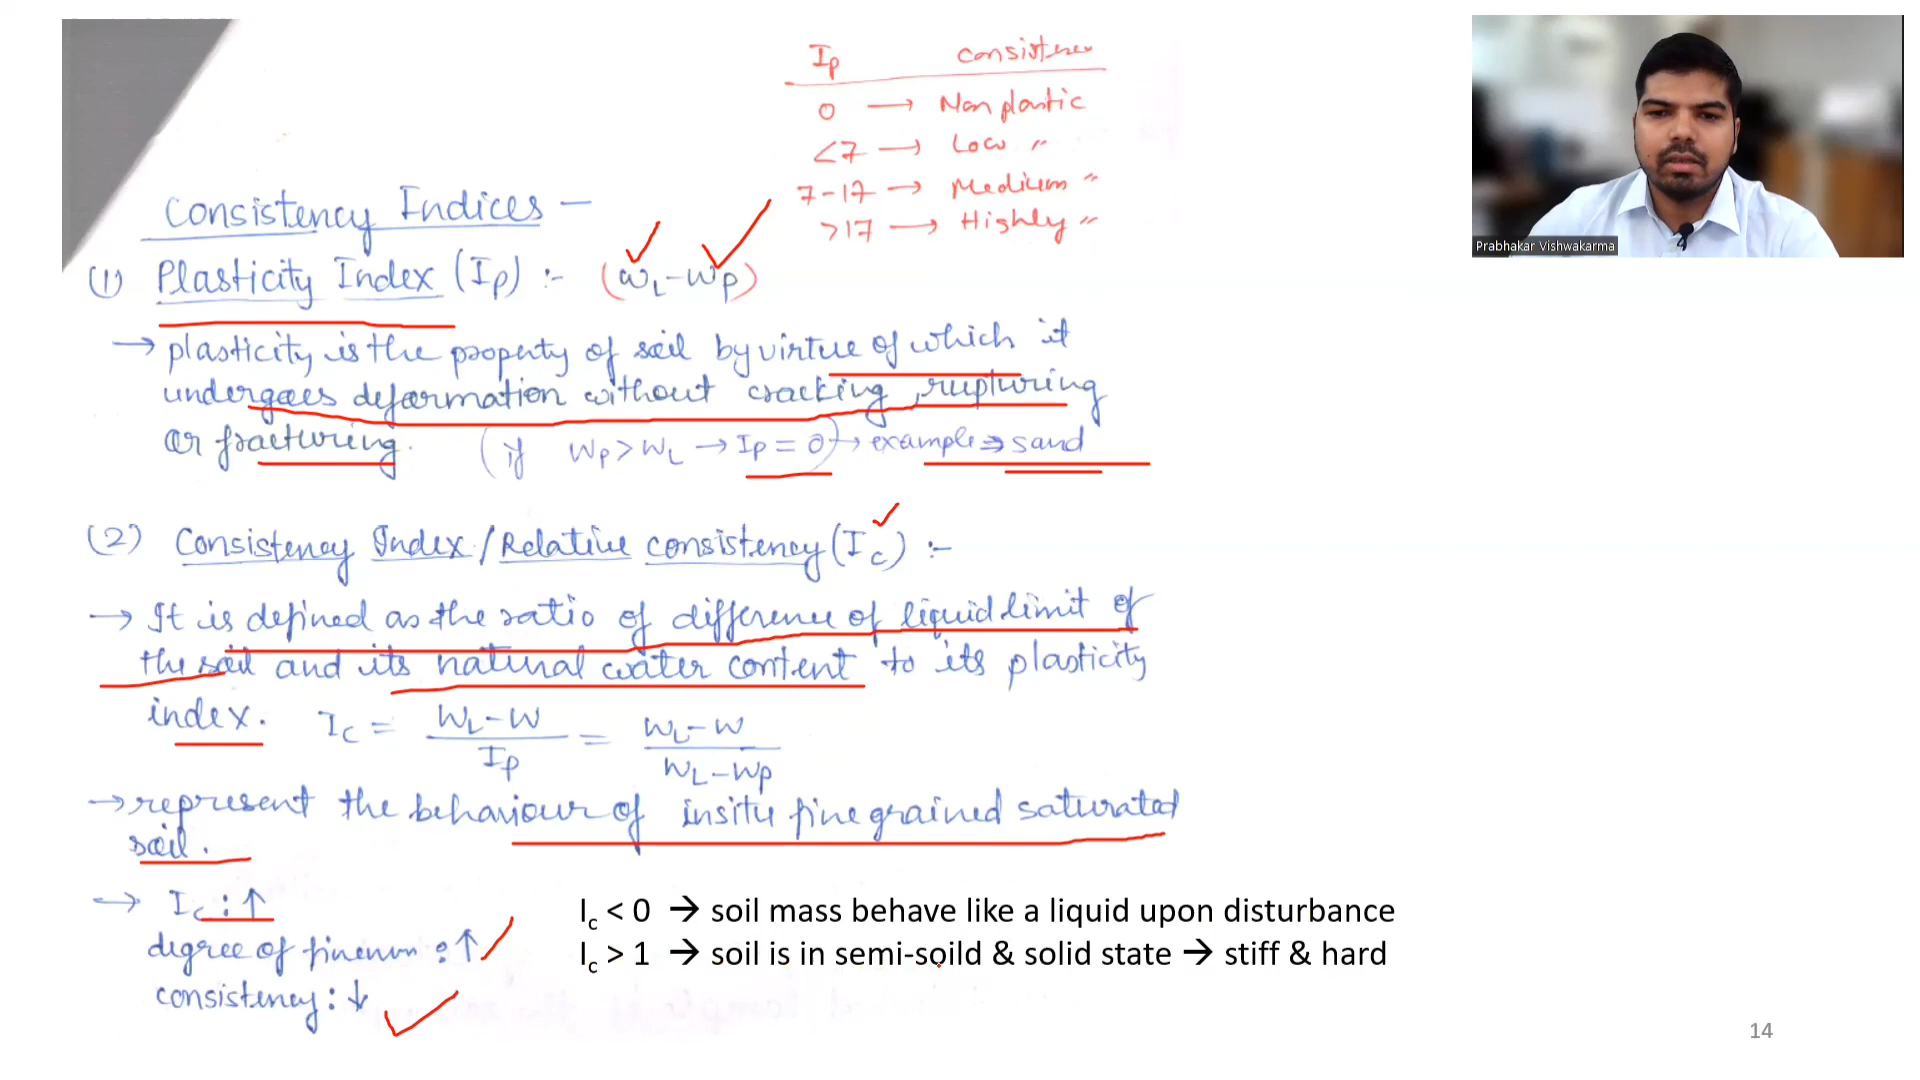 Ip consisten
0 → Non plastic
<7 → Low "
7-17 → Medium "
>17 → Highly "
Prabhakar Vishwakarma
Consistency Indices –
(1) Plasticity Index (Ip) :- (wL-wp)
→ plasticity is the property of soil by virtue of which it
undergoes deformation without cracking, rupturing
or fracturing. (if wp>wL → Ip = 0) → example ⇒ sand
(2) Consistency Index / Relative consistency (Ic) :-
→ It is defined as the ratio of difference of liquid limit of
the soil and its natural water content to its plasticity
index. Ic = WL-W / Ip = WL-W / WL-Wp
→ represent the behaviour of insitu fine grained saturated
soil.
→ Ic : ↑
degree of : ↑
consistency : ↓
Ic < 0 → soil mass behave like a liquid upon disturbance
Ic > 1 → soil is in semi-soild & solid state → stiff & hard
14